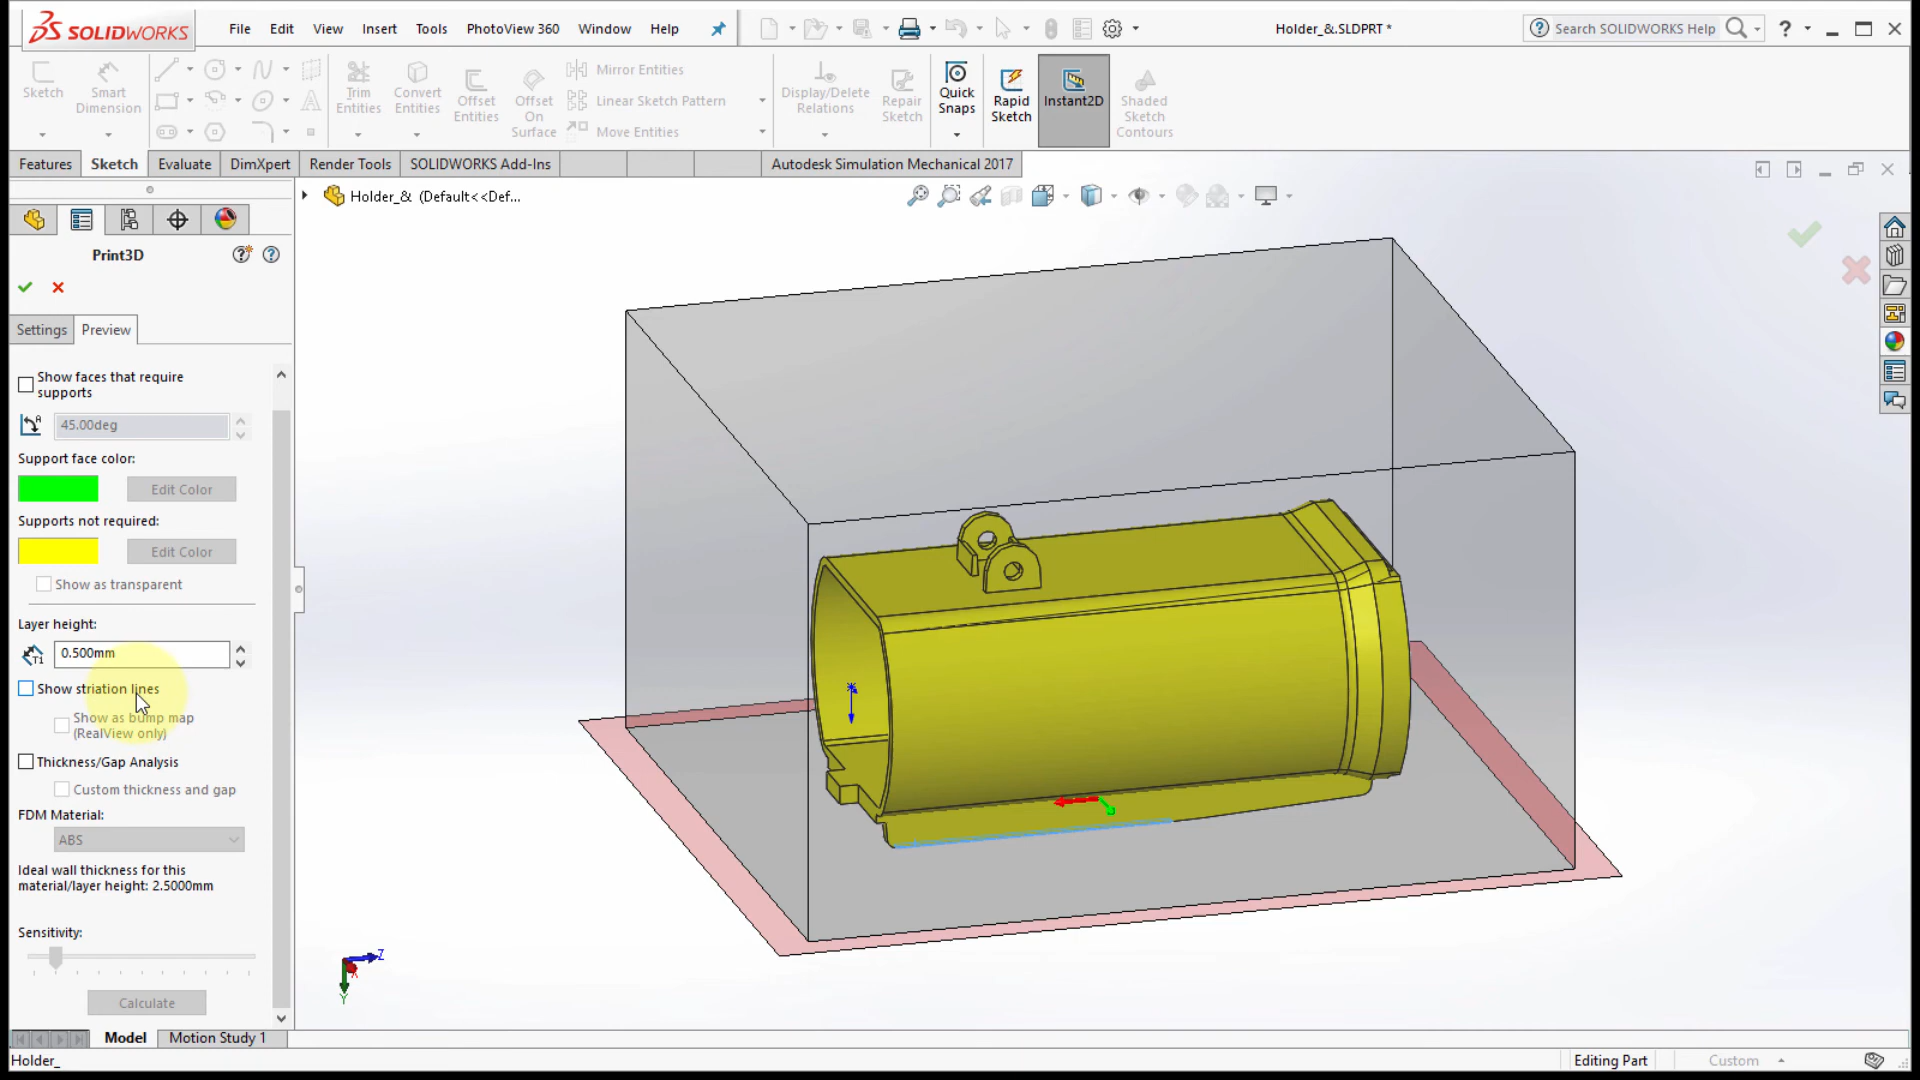 SOLIDWORKS File Edit View Insert Tools PhotoView 360 Window Help Holder_&.SLDPRT * Search SOLIDWORKS Help
Sketch
Smart
Dimension
Trim
Entities
Convert
Entities
Offset
Entities
Offset
On
Surface
Mirror Entities
Linear Sketch Pattern
Move Entities
Display/Delete
Relations
Repair
Sketch
Quick
Snaps
Rapid
Sketch
Instant2D
Shaded
Sketch
Contours
Features Sketch Evaluate DimXpert Render Tools SOLIDWORKS Add-Ins Autodesk Simulation Mechanical 2017
Holder_& (Default<<Def...
Print3D
Settings Preview
Show faces that require
supports
45.00deg
Support face color:
Edit Color
Supports not required:
Edit Color
Show as transparent
Layer height:
T1
0.500mm
Show striation lines
Show as bump map
(RealView only)
Thickness/Gap Analysis
Custom thickness and gap
FDM Material:
ABS
Ideal wall thickness for this
material/layer height: 2.5000mm
Sensitivity:
Calculate
Z
X
Y
Model Motion Study 1
Holder_ Editing Part Custom